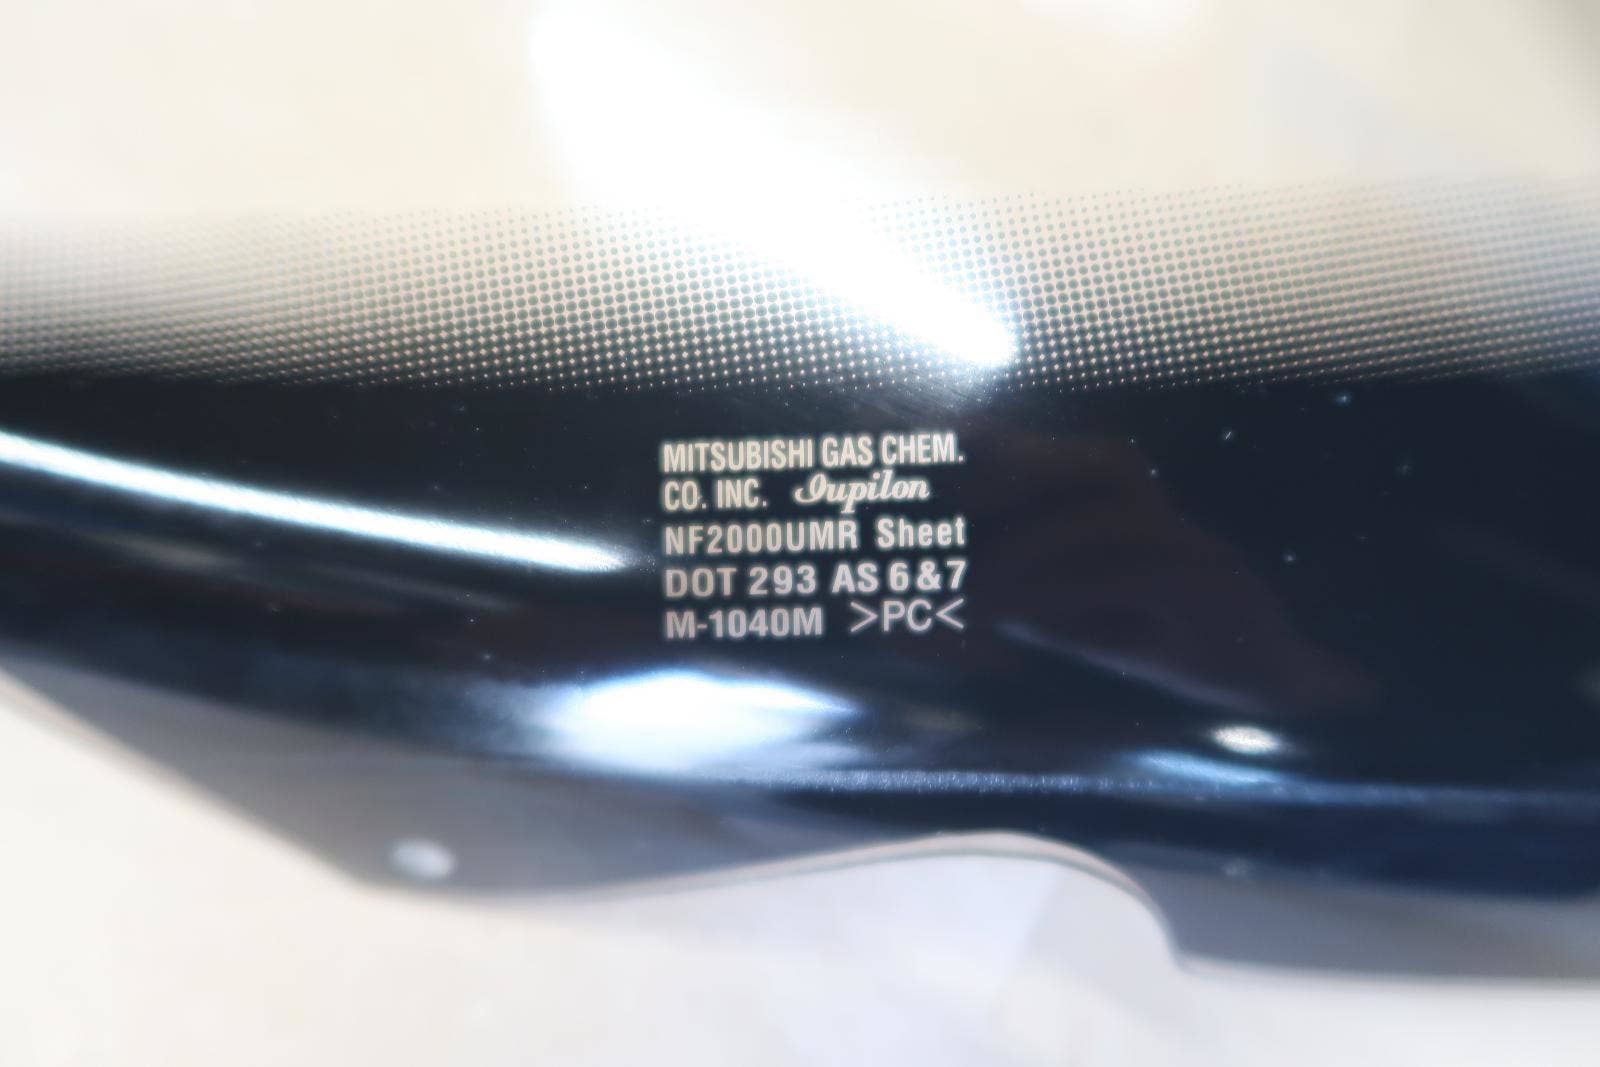 MITSUBISHI GAS CHEM.
CO. INC. Iupilon
NF2000UMR Sheet
DOT 293 AS 6&7
M-1040M >PC<